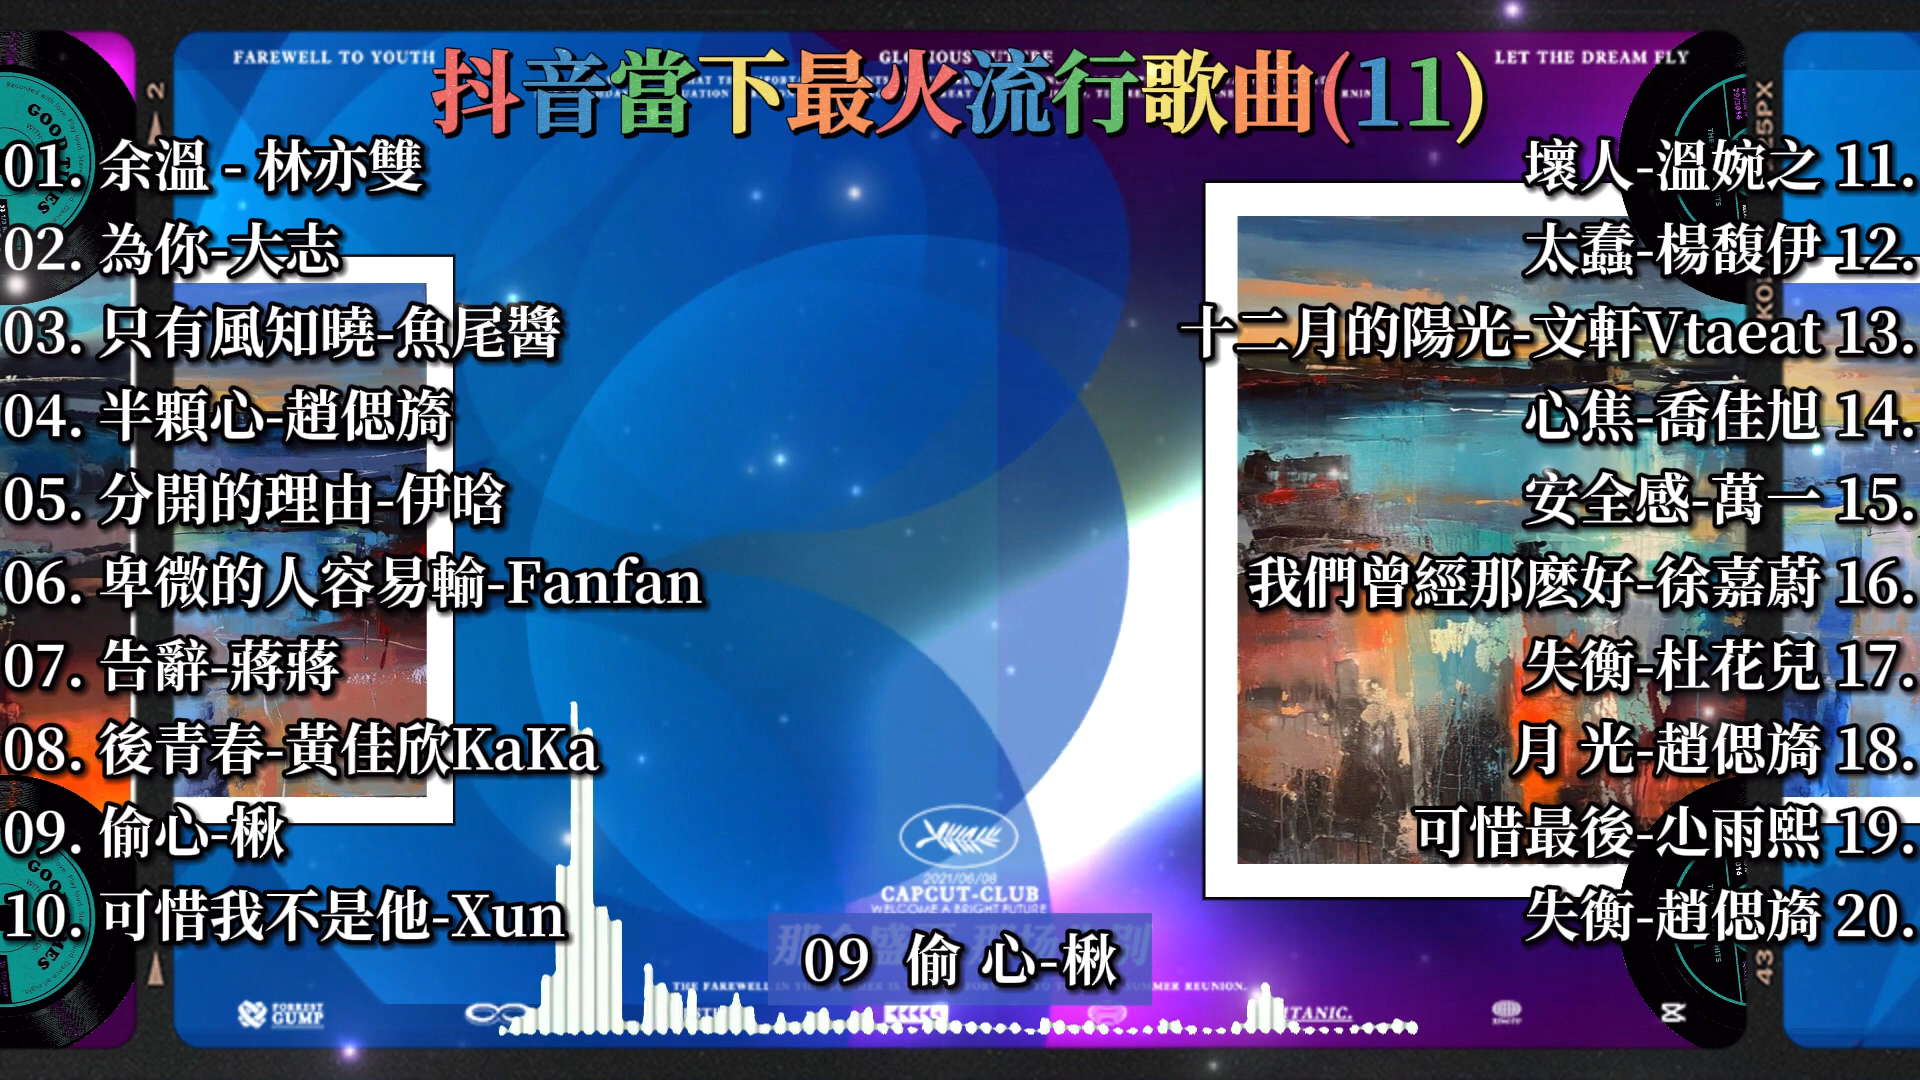 FAREWELL TO YOUTH
LET THE DREAM FLY
抖音當下最火流行歌曲(11)
01. 余溫 - 林亦雙
02. 為你-大志
03. 只有風知曉-魚尾醬
04. 半顆心-趙偲旖
05. 分開的理由-伊晗
06. 卑微的人容易輸-Fanfan
07. 告辭-蔣蔣
08. 後青春-黃佳欣KaKa
09. 偷心-楸
10. 可惜我不是他-Xun
壞人-溫婉之 11.
太蠢-楊馥伊 12.
十二月的陽光-文軒Vtaeat 13.
心焦-喬佳旭 14.
安全感-萬一 15.
我們曾經那麽好-徐嘉蔚 16.
失衡-杜花兒 17.
月 光-趙偲旖 18.
可惜最後-尐雨熙 19.
失衡-趙偲旖 20.
2021/06/08
CAPCUT-CLUB
WELCOME A BRIGHT FUTURE
09 偷 心-楸
FORREST
GUMP